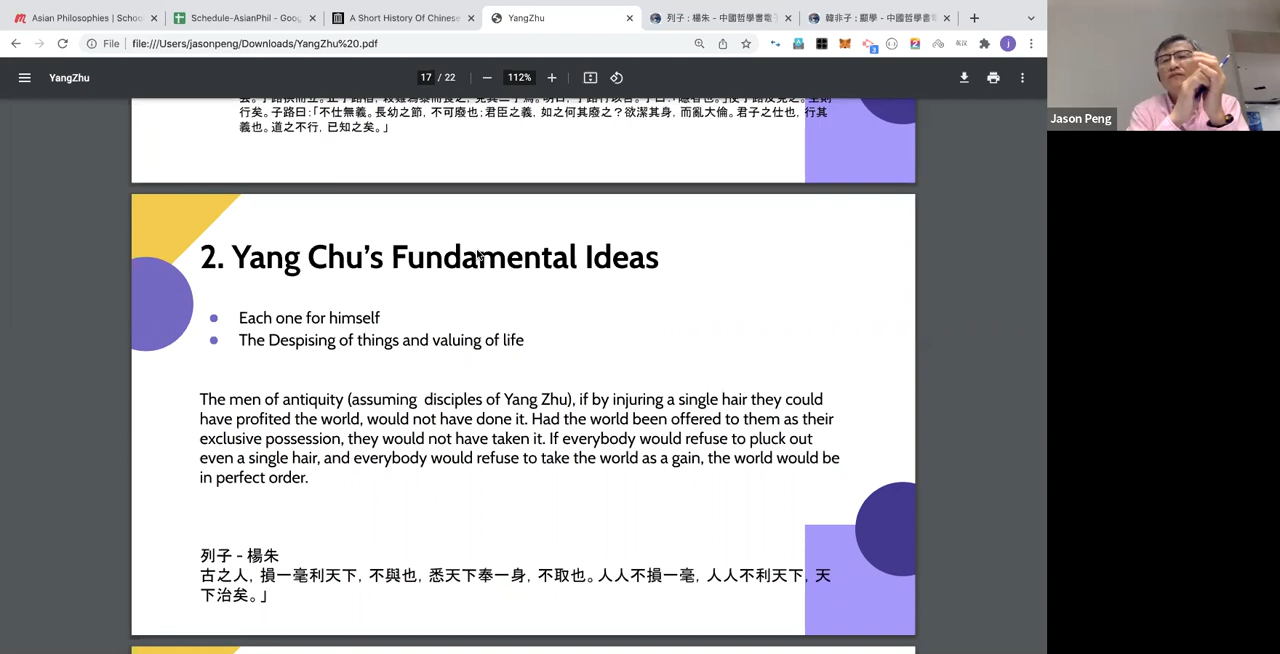 Asian Philosophies | Schoo
Schedule-AsianPhil - Goog
A Short History Of Chinese
YangZhu
列子 : 楊朱 - 中國哲學書電子
韓非子 : 顯學 - 中國哲學書電
File
file:///Users/jasonpeng/Downloads/YangZhu%20.pdf
YangZhu
17 / 22
112%
行矣。子路曰：「不仕無義。長幼之節，不可廢也；君臣之義，如之何其廢之？欲潔其身，而亂大倫。君子之仕也，行其
義也。道之不行，已知之矣。」
2. Yang Chu's Fundamental Ideas
Each one for himself
The Despising of things and valuing of life
The men of antiquity (assuming disciples of Yang Zhu), if by injuring a single hair they could
have profited the world, would not have done it. Had the world been offered to them as their
exclusive possession, they would not have taken it. If everybody would refuse to pluck out
even a single hair, and everybody would refuse to take the world as a gain, the world would be
in perfect order.
列子 - 楊朱
古之人，損一毫利天下，不與也，悉天下奉一身，不取也。人人不損一毫，人人不利天下，天
下治矣。」
Jason Peng